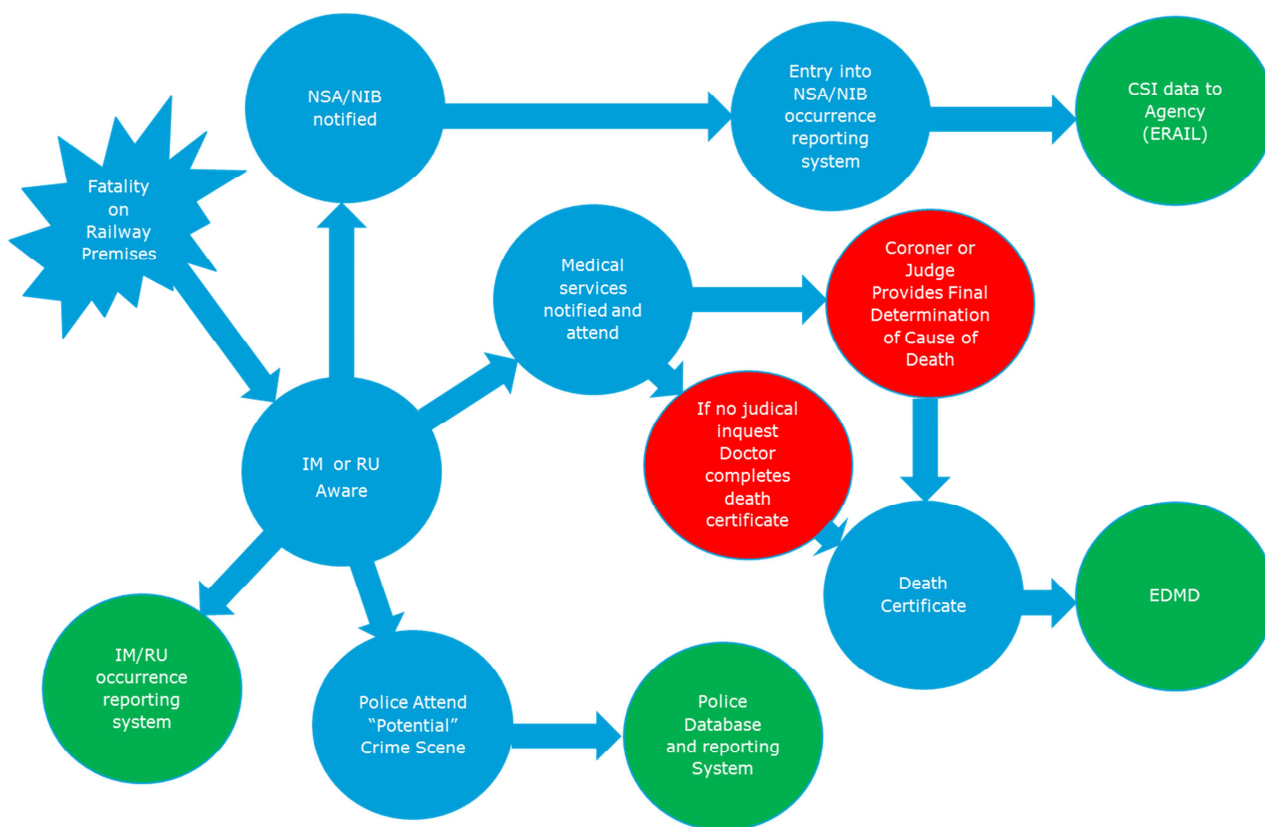 NSA/NIB
notified
Entry into
NSA/NIB
occurrence
reporting
system
CSI data to
Agency
(ERAIL)
Fatality
on
Railway
Premises
Medical
services
notified and
attend
Coroner or
Judge
Provides Final
Determination
of Cause of
Death
If no judical
inquest
Doctor
completes
death
certificate
IM or RU
Aware
Death
Certificate
EDMD
IM/RU
occurrence
reporting
system
Police Attend
“Potential”
Crime Scene
Police
Database
and reporting
System